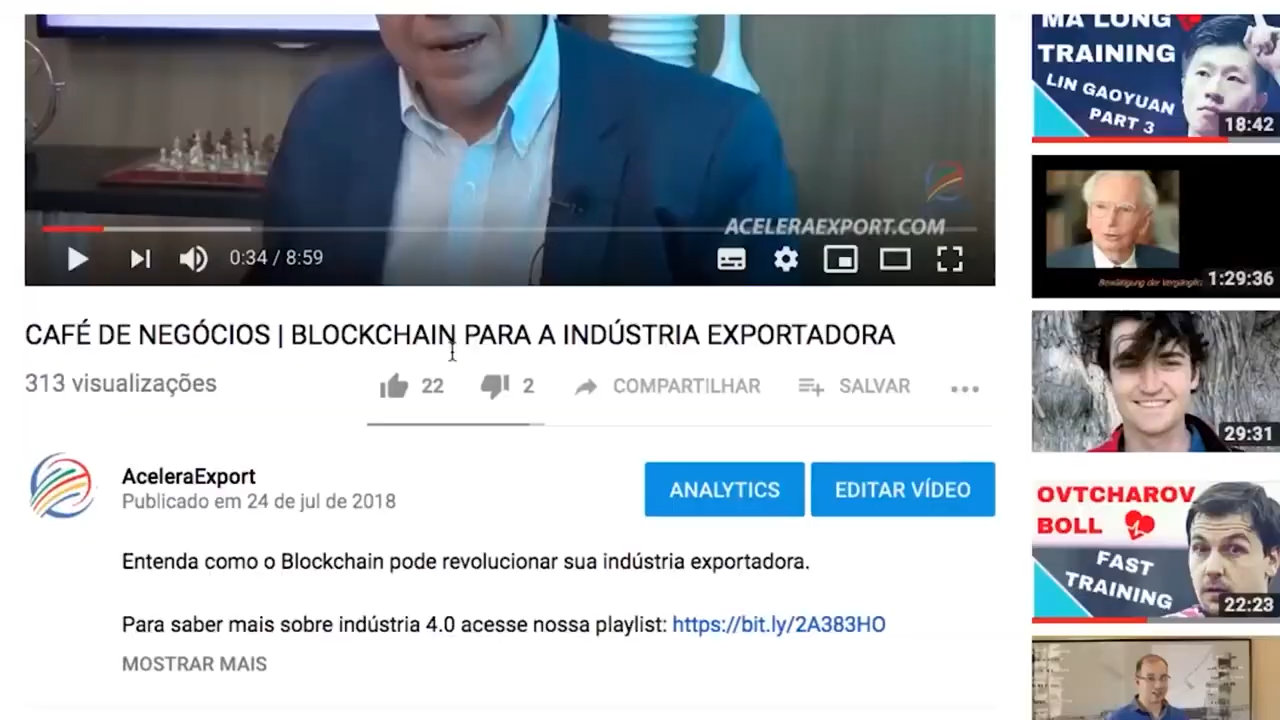 ACELERAEXPORT.COM
0:34 / 8:59
CAFÉ DE NEGÓCIOS | BLOCKCHAIN PARA A INDÚSTRIA EXPORTADORA
313 visualizações
22
2
COMPARTILHAR
SALVAR
AceleraExport
Publicado em 24 de jul de 2018
ANALYTICS
EDITAR VÍDEO
Entenda como o Blockchain pode revolucionar sua indústria exportadora.
Para saber mais sobre indústria 4.0 acesse nossa playlist: https://bit.ly/2A383HO
MOSTRAR MAIS
MA LONG
TRAINING
LIN GAOYUAN
PART 3
18:42
Bewältigung der Vergangenh
1:29:36
29:31
OVTCHAROV
BOLL
FAST
TRAINING
22:23